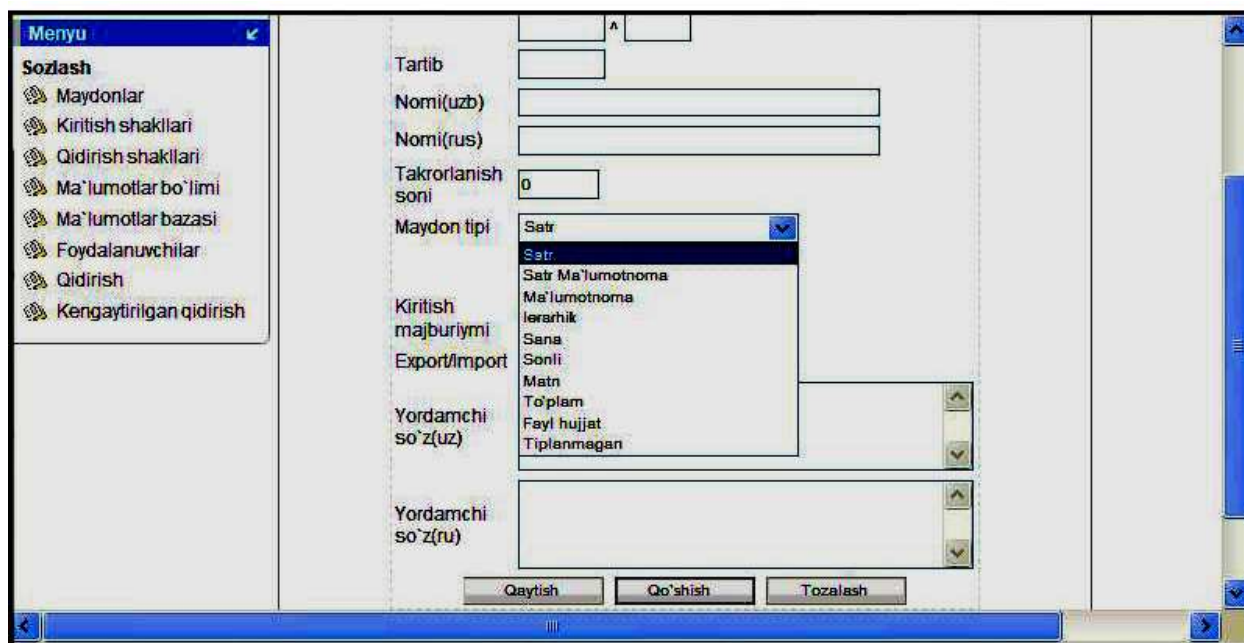 Menyu
Sozlash
Maydonlar
Kiritish shakllari
Qidirish shakllari
Ma`lumotlar bo`limi
Ma`lumotlar bazasi
Foydalanuvchilar
Qidirish
Kengaytirilgan qidirish
^
Tartib
Nomi(uzb)
Nomi(rus)
Takrorlanish
soni
0
Maydon tipi
Satr
Satr
Satr Ma`lumotnoma
Ma`lumotnoma
Ierarhik
Sana
Sonli
Matn
To'plam
Fayl hujjat
Tiplanmagan
Kiritish
majburiymi
Export/Import
Yordamchi
so`z(uz)
Yordamchi
so`z(ru)
Qaytish
Qo'shish
Tozalash